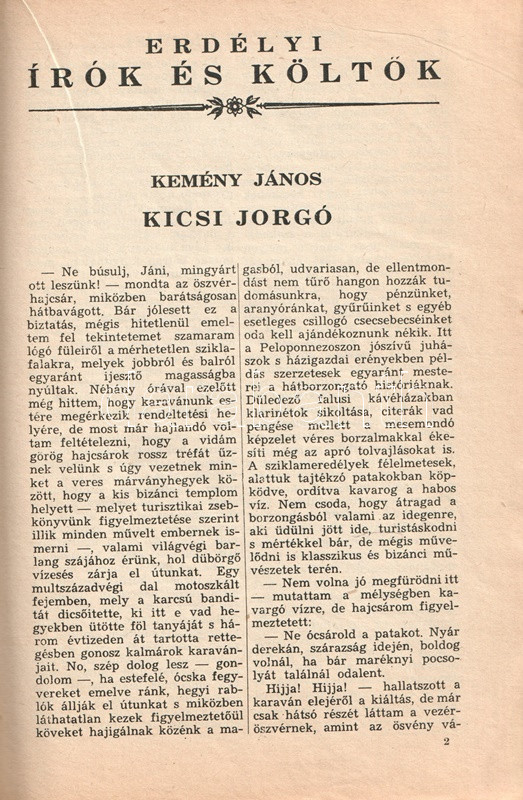 ERDÉLYI
ÍRÓK ÉS KÖLTŐK
KEMÉNY JÁNOS
KICSI JORGÓ
— Ne búsulj, Jáni, mingyárt
ott leszünk! — mondta az öszvér-
hajcsár, miközben barátságosan
hátbavágott. Bár jólesett ez a
biztatás, mégis hitetlenül emel-
tem fel tekintetemet szamaram
lógó füleiről a mérhetetlen szikla-
falakra, melyek jobbról és balról
egyaránt ijesztő magasságba
nyúltak. Néhány órával ezelőtt
még hittem, hogy karavánunk es-
tére megérkezik rendeltetési he-
lyére, de most már hajlandó vol-
tam feltételezni, hogy a vidám
görög hajcsárok rossz tréfát űz-
nek velünk s úgy vezetnek min-
ket a veres márványhegyek kö-
zött, hogy a kis bizánci templom
helyett — melyet turisztikai zseb-
könyvünk figyelmeztetése szerint
illik minden művelt embernek is-
merni —, valami világvégi bar-
lang szájához érünk, hol dübörgő
vízesés zárja el útunkat. Egy
multszázadvégi dal motoszkált
fejemben, mely a karcsú bandi-
tát dicsőitette, ki itt e vad he-
gyekben ütötte föl tanyáját s há-
rom évtizeden át tartotta rette-
gésben gonosz kalmárok karaván-
jait. No, szép dolog lesz — gon-
dolom —, ha estefelé, ócska fegy-
vereket emelve ránk, hegyi rab-
lók állják el útunkat s miközben
láthatatlan kezek figyelmeztetőül
köveket hajigálnak közénk a ma-
gasból, udvariasan, de ellentmon-
dást nem tűrő hangon hozzák tu-
domásunkra, hogy pénzünket,
aranyóránkat, gyűrűinket s egyéb
esetleges csillogó csecsebecséinket
oda kell ajándékoznunk nékik. Itt
a Peloponnezoszon jószívű juhá-
szok s házigazdai erényekben pél-
dás szerzetesek egyaránt meste-
rei a hátborzongató históriáknak.
Düledező falusi kávéházakban
klarinétok sikoltása, citerák vad
pengése mellett a mesemondó
képzelet véres borzalmakkal éke-
síti még az apró tolvajlásokat is.
A sziklameredélyek félelmetesek,
alattuk tajtékzó patakokban köp-
ködve, ordítva kavarog a habos
víz. Nem csoda, hogy átragad a
borzongásból valami az idegenre,
aki üdülni jött ide, turistáskodni
s mértékkel bár, de mégis műve-
lődni is klasszikus és bizánci mű-
vészetek terén.
— Nem volna jó megfürödni itt
— mutattam a mélységben ka-
vargó vízre, de hajcsárom figyel-
meztetett:
— Ne ócsárold a patakot. Nyár
derekán, szárazság idején, boldog
volnál, ha bár maréknyi pocso-
lyát találnál odalent.
Hijja! Hijja! — hallatszott a
karaván elejéről a kiáltás, de már
csak hátsó részét láttam a vezér-
öszvérnek, amint az ösvény vá-
2